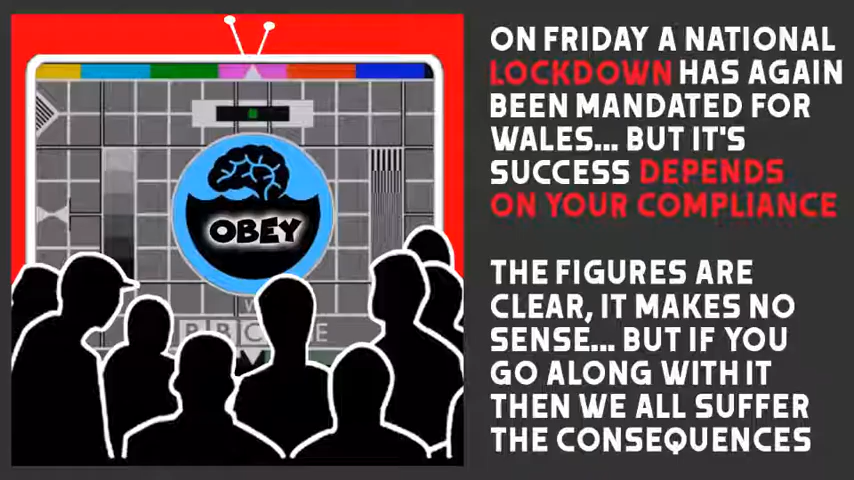 OBEY
ON FRIDAY A NATIONAL
LOCKDOWN HAS AGAIN
BEEN MANDATED FOR
WALES... BUT IT'S
SUCCESS DEPENDS
ON YOUR COMPLIANCE
THE FIGURES ARE
CLEAR, IT MAKES NO
SENSE... BUT IF YOU
GO ALONG WITH IT
THEN WE ALL SUFFER
THE CONSEQUENCES